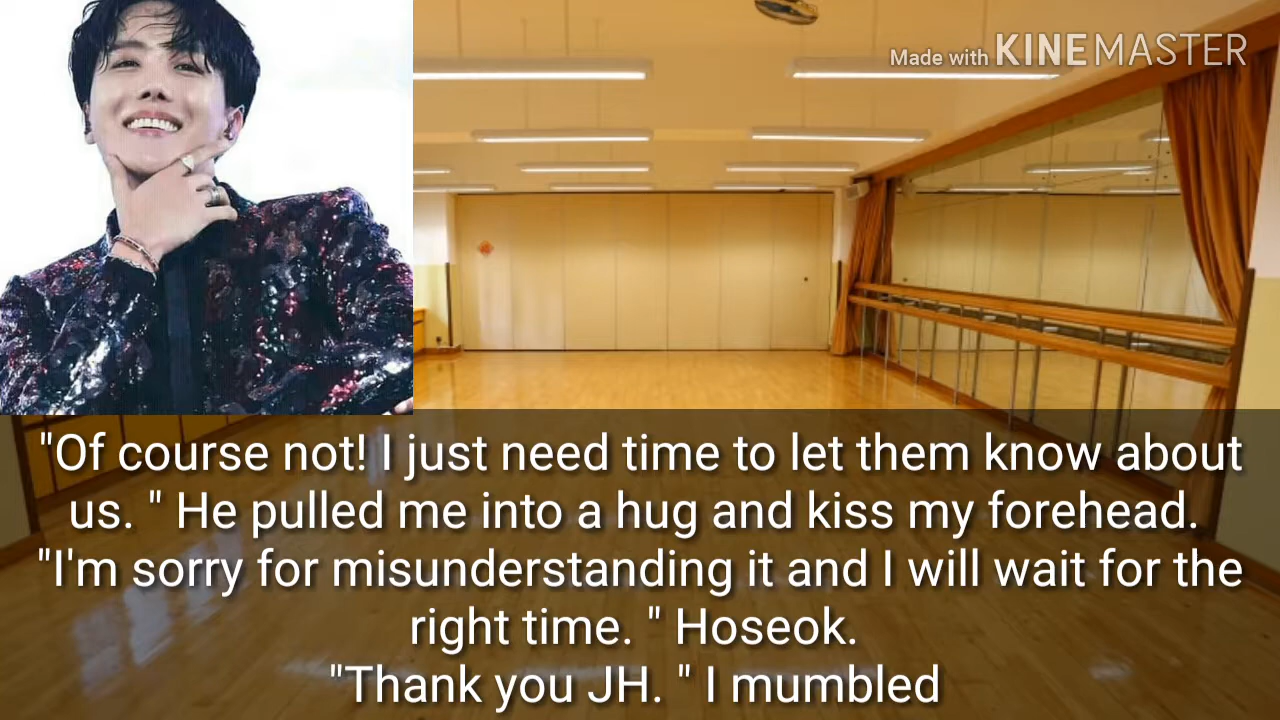 Made with KINEMASTER
"Of course not! I just need time to let them know about
us. " He pulled me into a hug and kiss my forehead.
"I'm sorry for misunderstanding it and I will wait for the
right time. " Hoseok.
"Thank you JH. " I mumbled